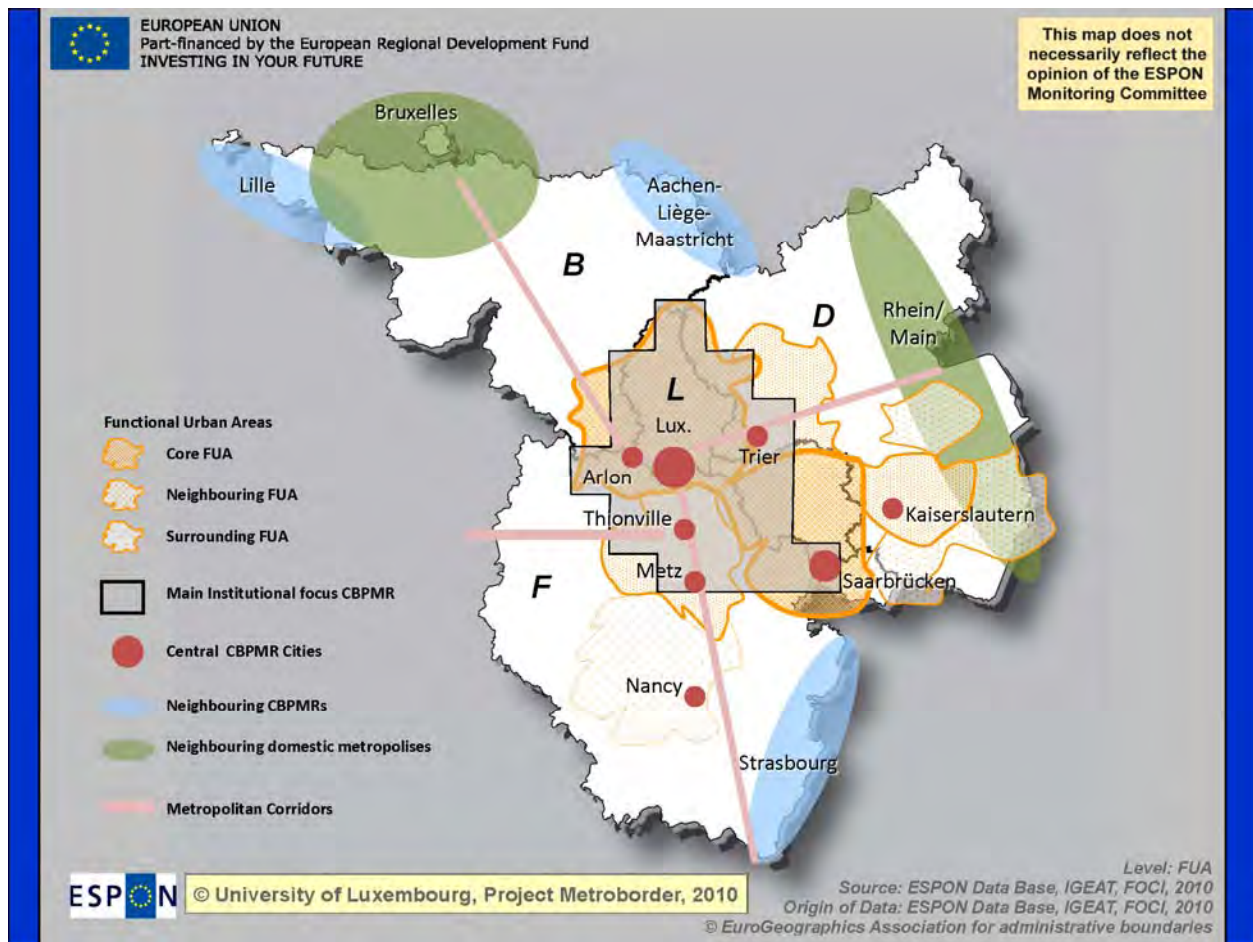 EUROPEAN UNION
Part-financed by the European Regional Development Fund
INVESTING IN YOUR FUTURE
This map does not
necessarily reflect the
opinion of the ESPON
Monitoring Committee
Bruxelles
Lille
Aachen-
Liège-
Maastricht
B
D
Rhein/
Main
L
Lux.
Trier
Arlon
Thionville
Kaiserslautern
Metz
Saarbrücken
F
Nancy
Strasbourg
Functional Urban Areas
Core FUA
Neighbouring FUA
Surrounding FUA
Main Institutional focus CBPMR
Central CBPMR Cities
Neighbouring CBPMRs
Neighbouring domestic metropolises
Metropolitan Corridors
ESPON
© University of Luxembourg, Project Metroborder, 2010
Level: FUA
Source: ESPON Data Base, IGEAT, FOCI, 2010
Origin of Data: ESPON Data Base, IGEAT, FOCI, 2010
© EuroGeographics Association for administrative boundaries